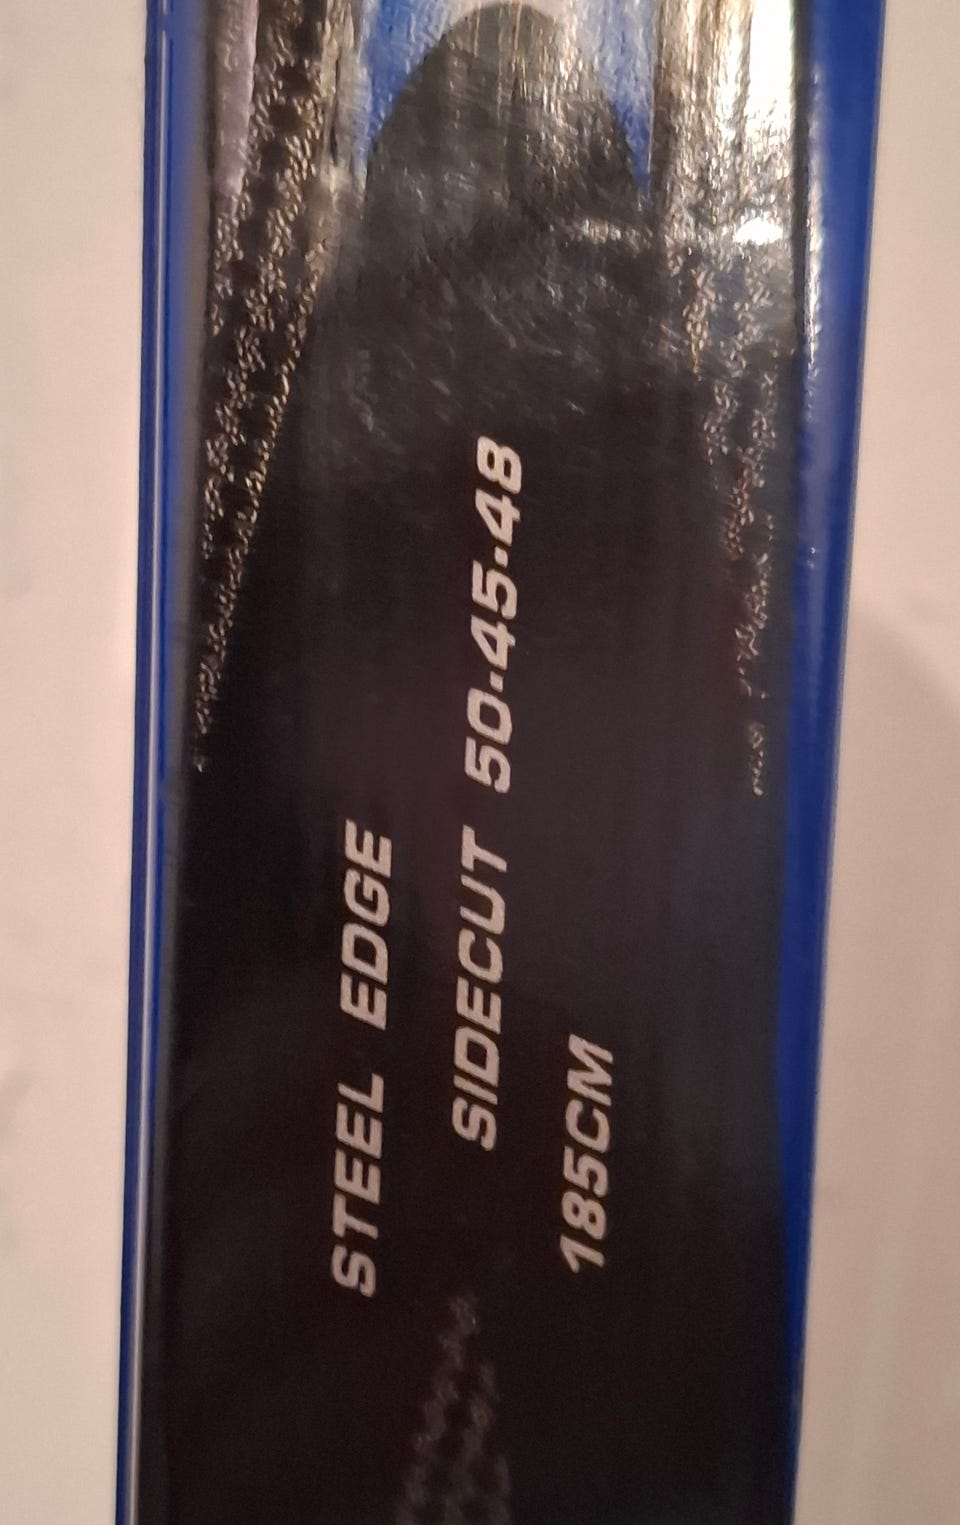 STEEL EDGE
SIDECUT 50-45-48
185CM